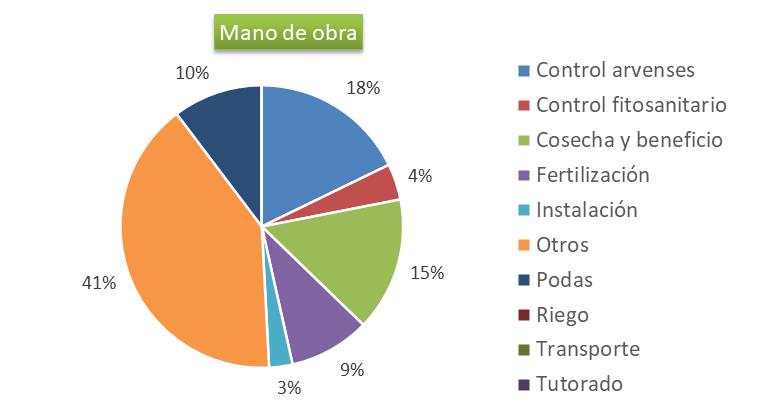 Mano de obra
10%
18%
4%
15%
9%
3%
41%
Control arvenses
Control fitosanitario
Cosecha y beneficio
Fertilización
Instalación
Otros
Podas
Riego
Transporte
Tutorado